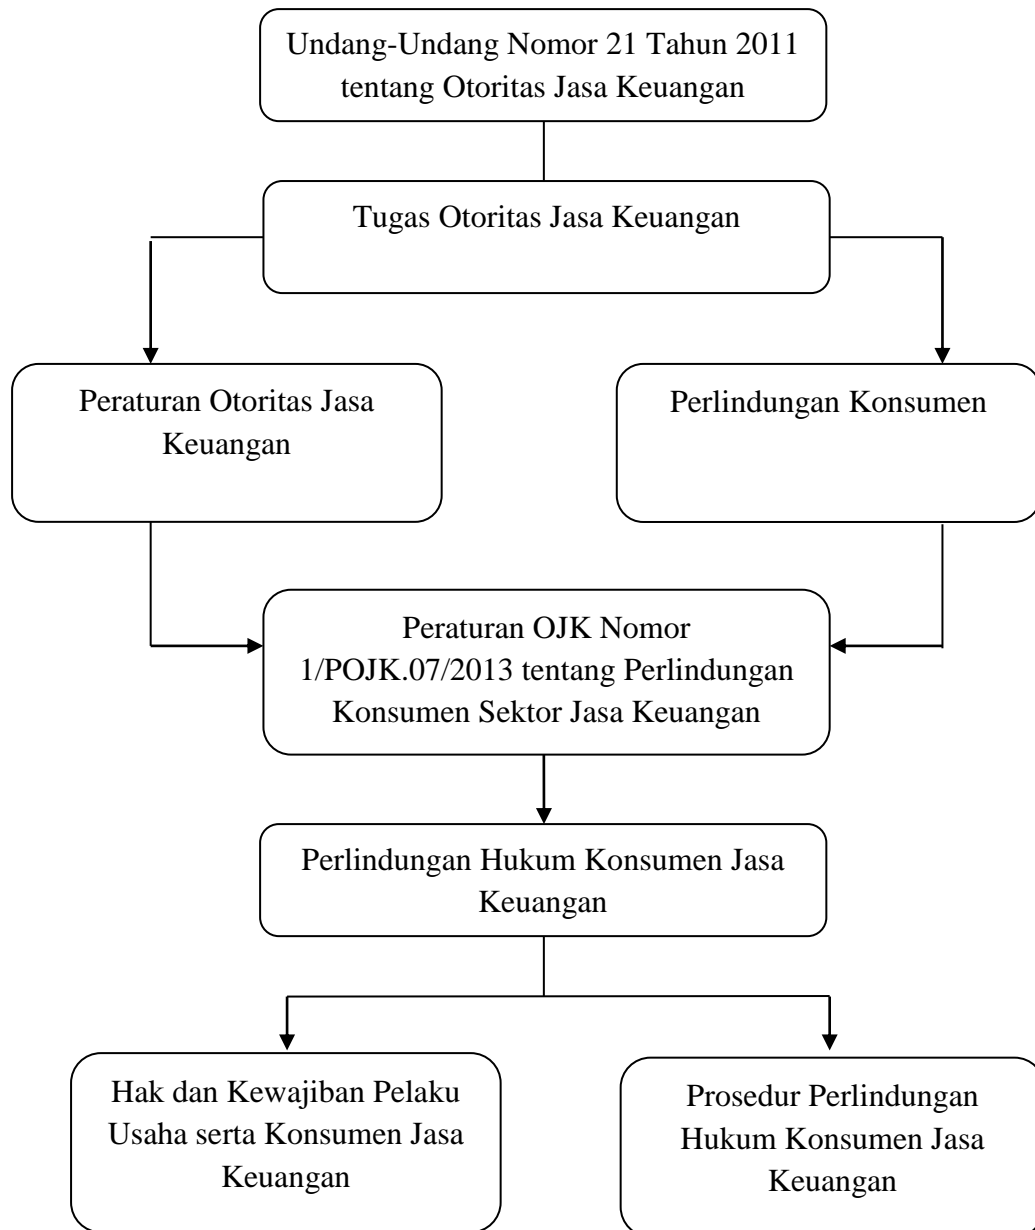 Undang-Undang Nomor 21 Tahun 2011
tentang Otoritas Jasa Keuangan
Tugas Otoritas Jasa Keuangan
Peraturan Otoritas Jasa
Keuangan
Perlindungan Konsumen
Peraturan OJK Nomor
1/POJK.07/2013 tentang Perlindungan
Konsumen Sektor Jasa Keuangan
Perlindungan Hukum Konsumen Jasa
Keuangan
Hak dan Kewajiban Pelaku
Usaha serta Konsumen Jasa
Keuangan
Prosedur Perlindungan
Hukum Konsumen Jasa
Keuangan